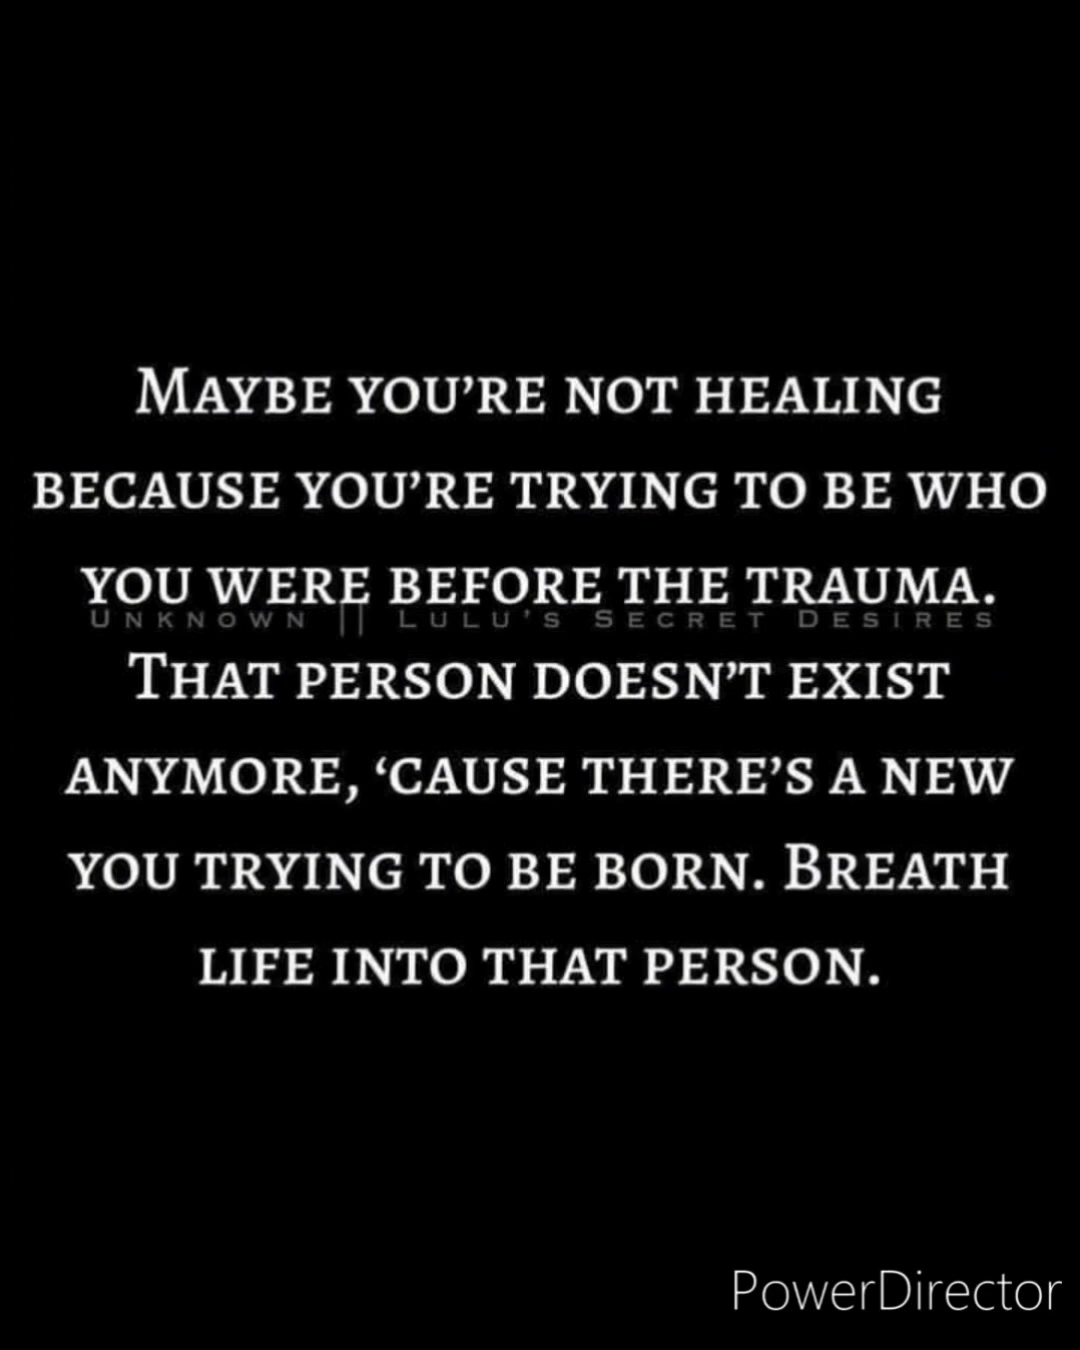 Maybe you’re not healing
because you’re trying to be who
you were before the trauma.
Unknown || Lulu's Secret Desires
That person doesn’t exist
anymore, ‘cause there’s a new
you trying to be born. Breath
life into that person.
PowerDirector